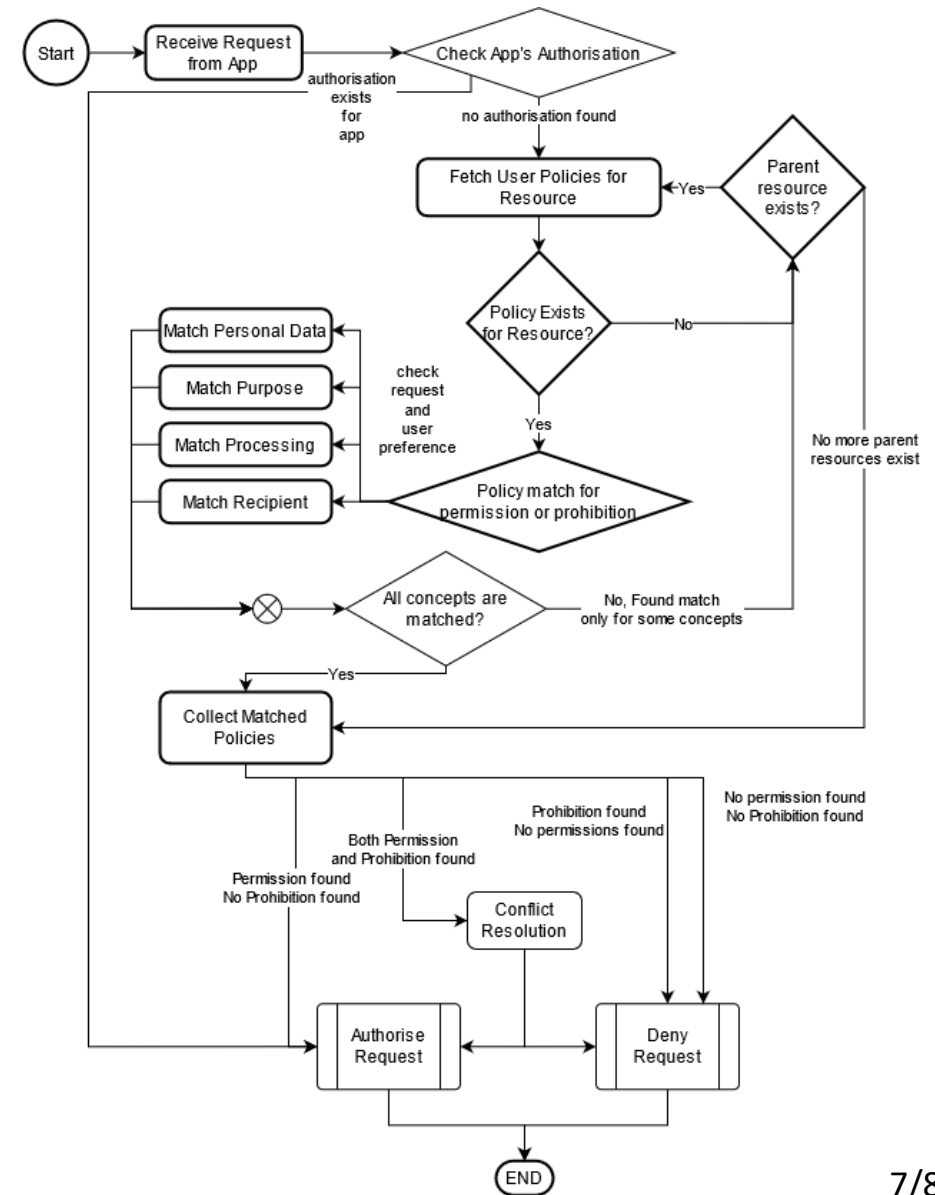 Start
Receive Request
from App
Check App's Authorisation
authorisation
exists
for
app
no authorisation found
Fetch User Policies for
Resource
Yes
Parent
resource
exists?
Policy Exists
for Resource?
No
Match Personal Data
Match Purpose
Match Processing
Match Recipient
check
request
and
user
preference
Yes
No more parent
resources exist
Policy match for
permission or prohibition
All concepts are
matched?
No, Found match
only for some concepts
Yes
Collect Matched
Policies
Permission found
No Prohibition found
Both Permission
and Prohibition found
Prohibition found
No permissions found
No permission found
No Prohibition found
Conflict
Resolution
Authorise
Request
Deny
Request
END
7/8